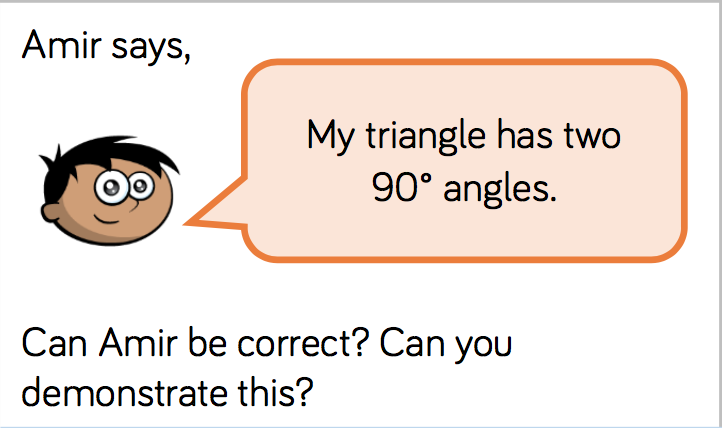 Amir says,
My triangle has two
90° angles.
Can Amir be correct? Can you
demonstrate this?